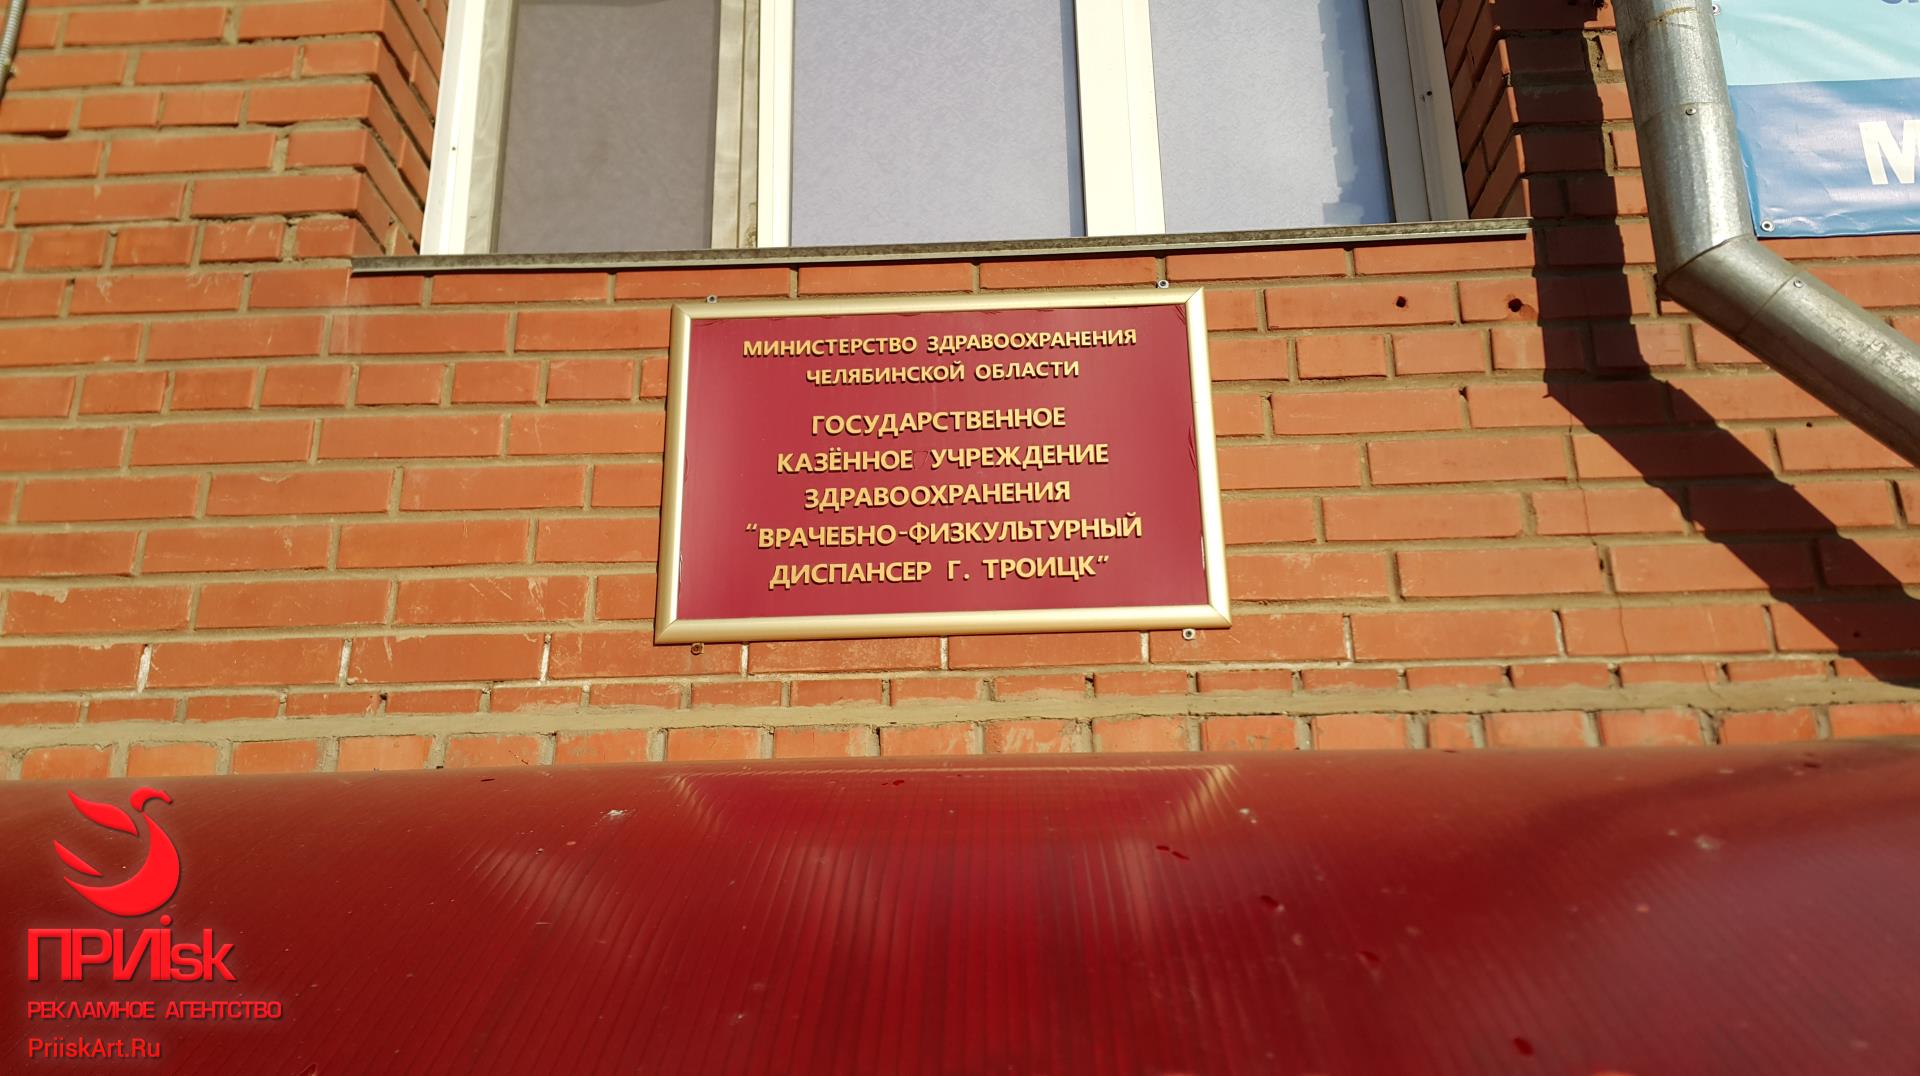 МИНИСТЕРСТВО ЗДРАВООХРАНЕНИЯ
ЧЕЛЯБИНСКОЙ ОБЛАСТИ
ГОСУДАРСТВЕННОЕ
КАЗЁННОЕ УЧРЕЖДЕНИЕ
ЗДРАВООХРАНЕНИЯ
“ВРАЧЕБНО-ФИЗКУЛЬТУРНЫЙ
ДИСПАНСЕР Г. ТРОИЦК”
ПРИisk
РЕКЛАМНОЕ АГЕНТСТВО
PriiskArt.Ru